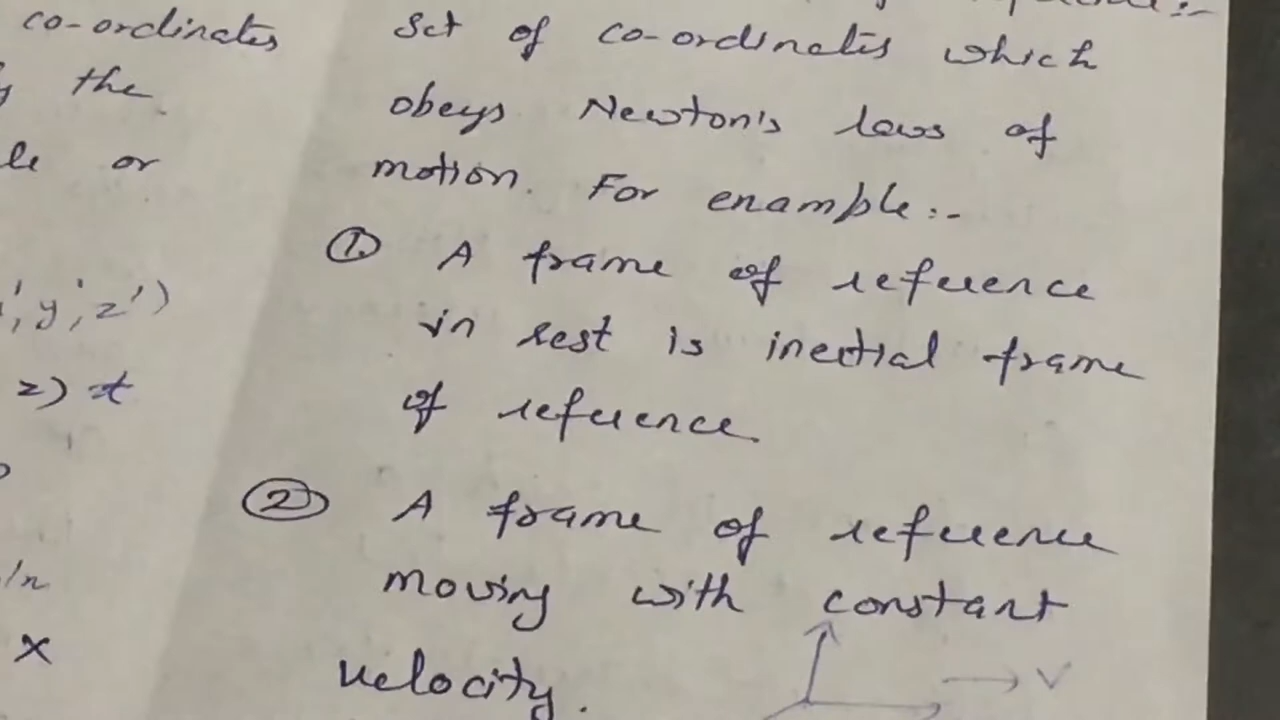 co-ordinates
the
or
y', z')
z) t
x
set of co-ordinates which
obeys Newton's laws of
motion. For example:-
1. A frame of reference
in rest is inertial frame
of reference.
2 A frame of reference
moving with constant
velocity.
→ V